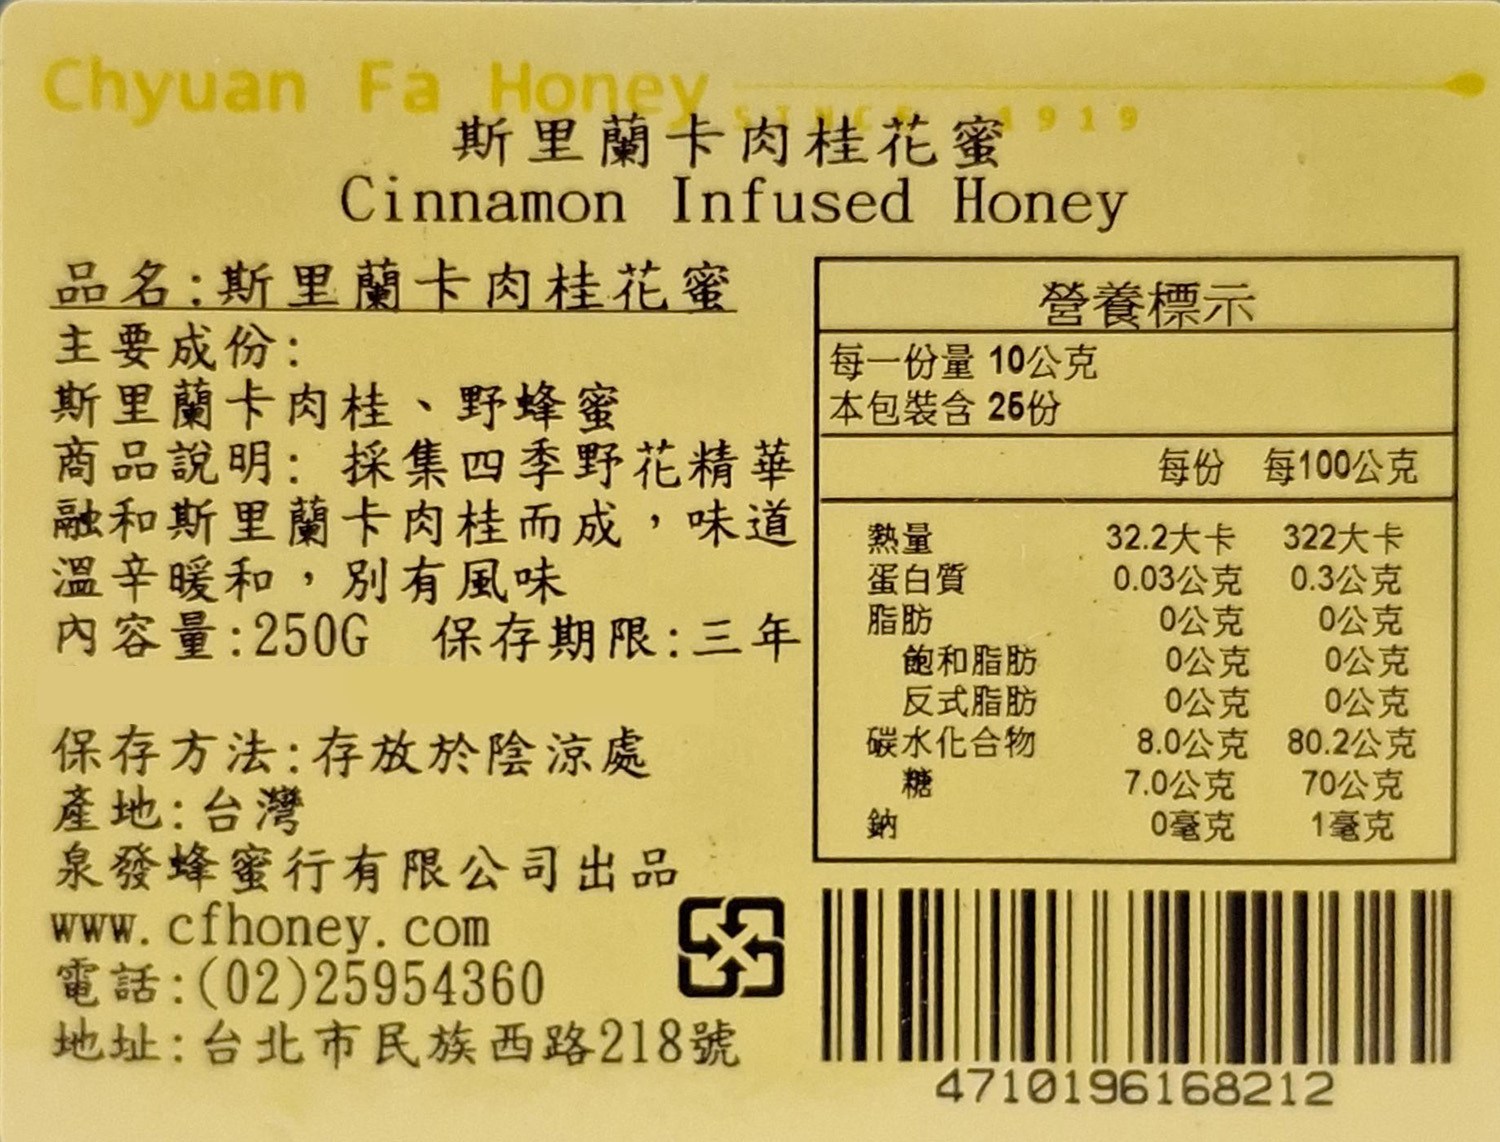 Chyuan Fa Honey
SINCE 1919
斯里蘭卡肉桂花蜜
Cinnamon Infused Honey
品名:斯里蘭卡肉桂花蜜
主要成份:
斯里蘭卡肉桂、野蜂蜜
商品說明: 採集四季野花精華
融和斯里蘭卡肉桂而成,味道
溫辛暖和,別有風味
內容量:250G 保存期限:三年
保存方法:存放於陰涼處
產地:台灣
泉發蜂蜜行有限公司出品
www.cfhoney.com
電話:(02)25954360
地址:台北市民族西路218號
營養標示
每一份量 10公克
本包裝含 25份
每份 每100公克
熱量 32.2大卡 322大卡
蛋白質 0.03公克 0.3公克
脂肪 0公克 0公克
飽和脂肪 0公克 0公克
反式脂肪 0公克 0公克
碳水化合物 8.0公克 80.2公克
糖 7.0公克 70公克
鈉 0毫克 1毫克
4710196168212